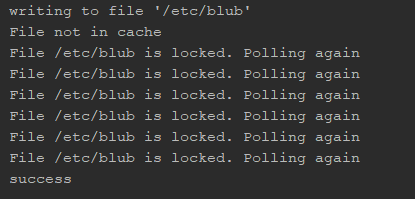 writing to file '/etc/blub'
File not in cache
File /etc/blub is locked. Polling again
File /etc/blub is locked. Polling again
File /etc/blub is locked. Polling again
File /etc/blub is locked. Polling again
File /etc/blub is locked. Polling again
File /etc/blub is locked. Polling again
success